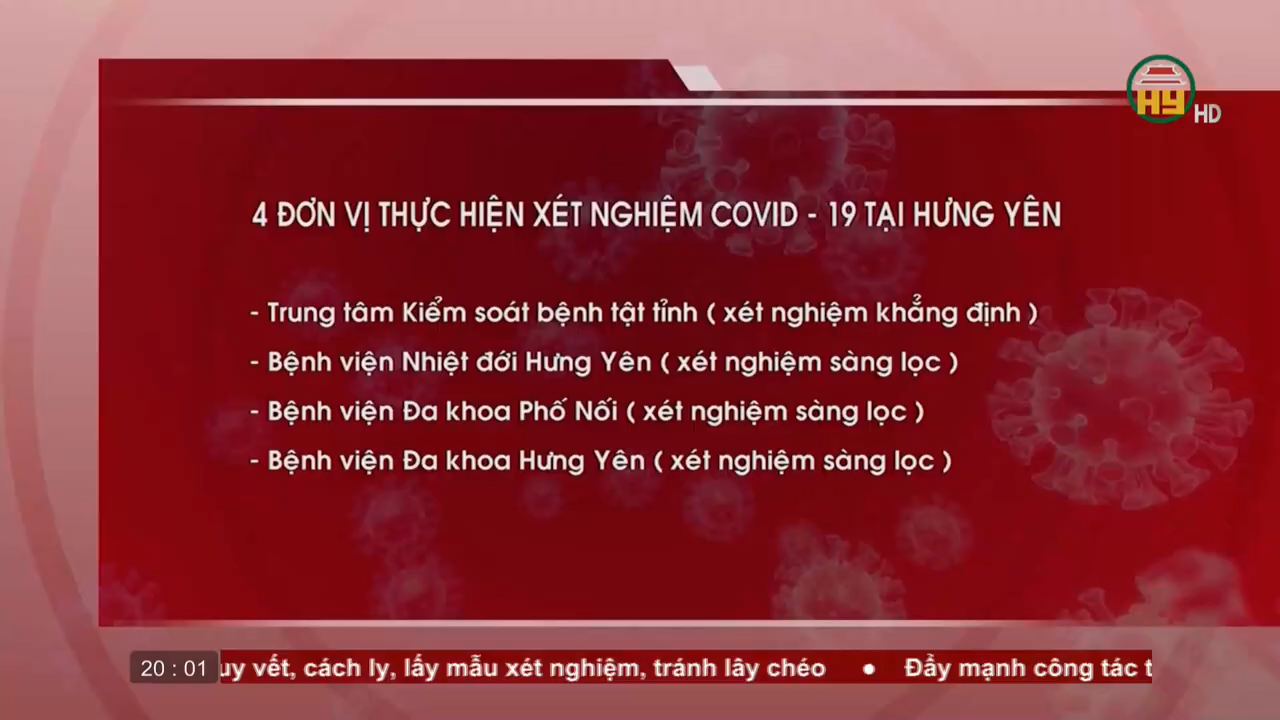 HY HD
4 ĐƠN VỊ THỰC HIỆN XÉT NGHIỆM COVID - 19 TẠI HƯNG YÊN
- Trung tâm Kiểm soát bệnh tật tỉnh ( xét nghiệm khẳng định )
- Bệnh viện Nhiệt đới Hưng Yên ( xét nghiệm sàng lọc )
- Bệnh viện Đa khoa Phố Nối ( xét nghiệm sàng lọc )
- Bệnh viện Đa khoa Hưng Yên ( xét nghiệm sàng lọc )
20 : 01 uy vết, cách ly, lấy mẫu xét nghiệm, tránh lây chéo • Đẩy mạnh công tác t